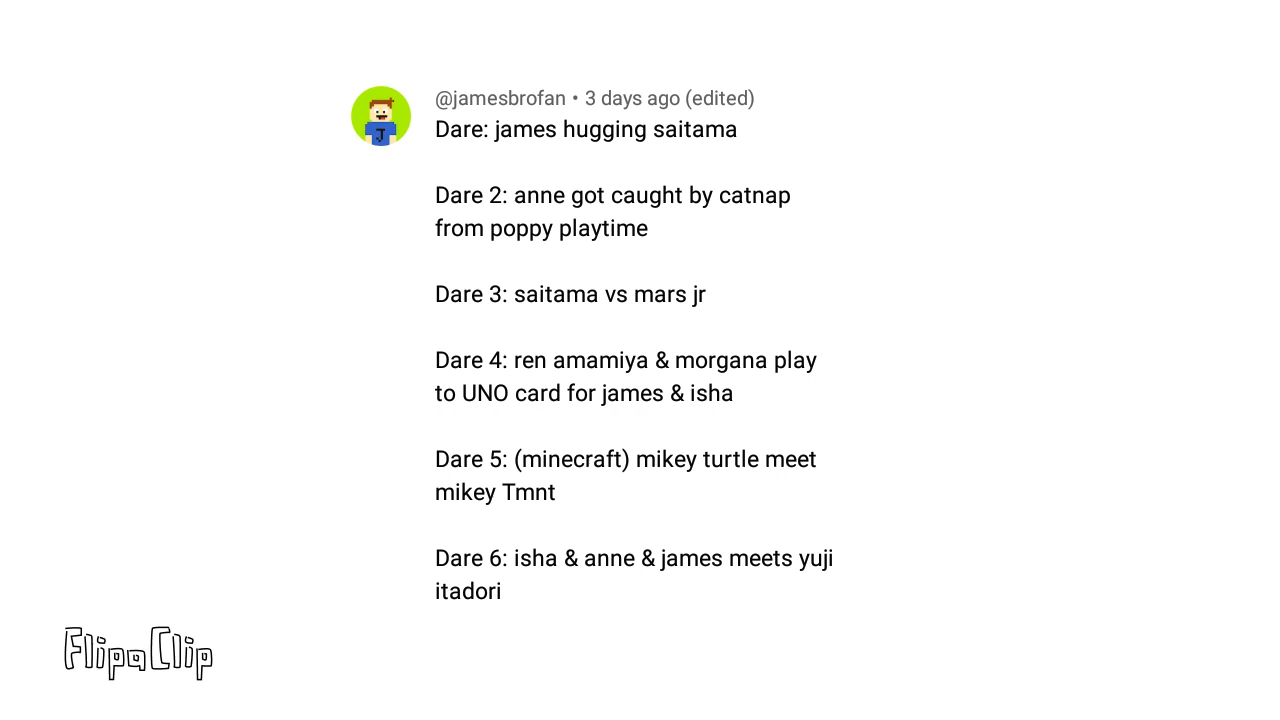 @jamesbrofan • 3 days ago (edited)
Dare: james hugging saitama
Dare 2: anne got caught by catnap
from poppy playtime
Dare 3: saitama vs mars jr
Dare 4: ren amamiya & morgana play
to UNO card for james & isha
Dare 5: (minecraft) mikey turtle meet
mikey Tmnt
Dare 6: isha & anne & james meets yuji
itadori
FlipaClip